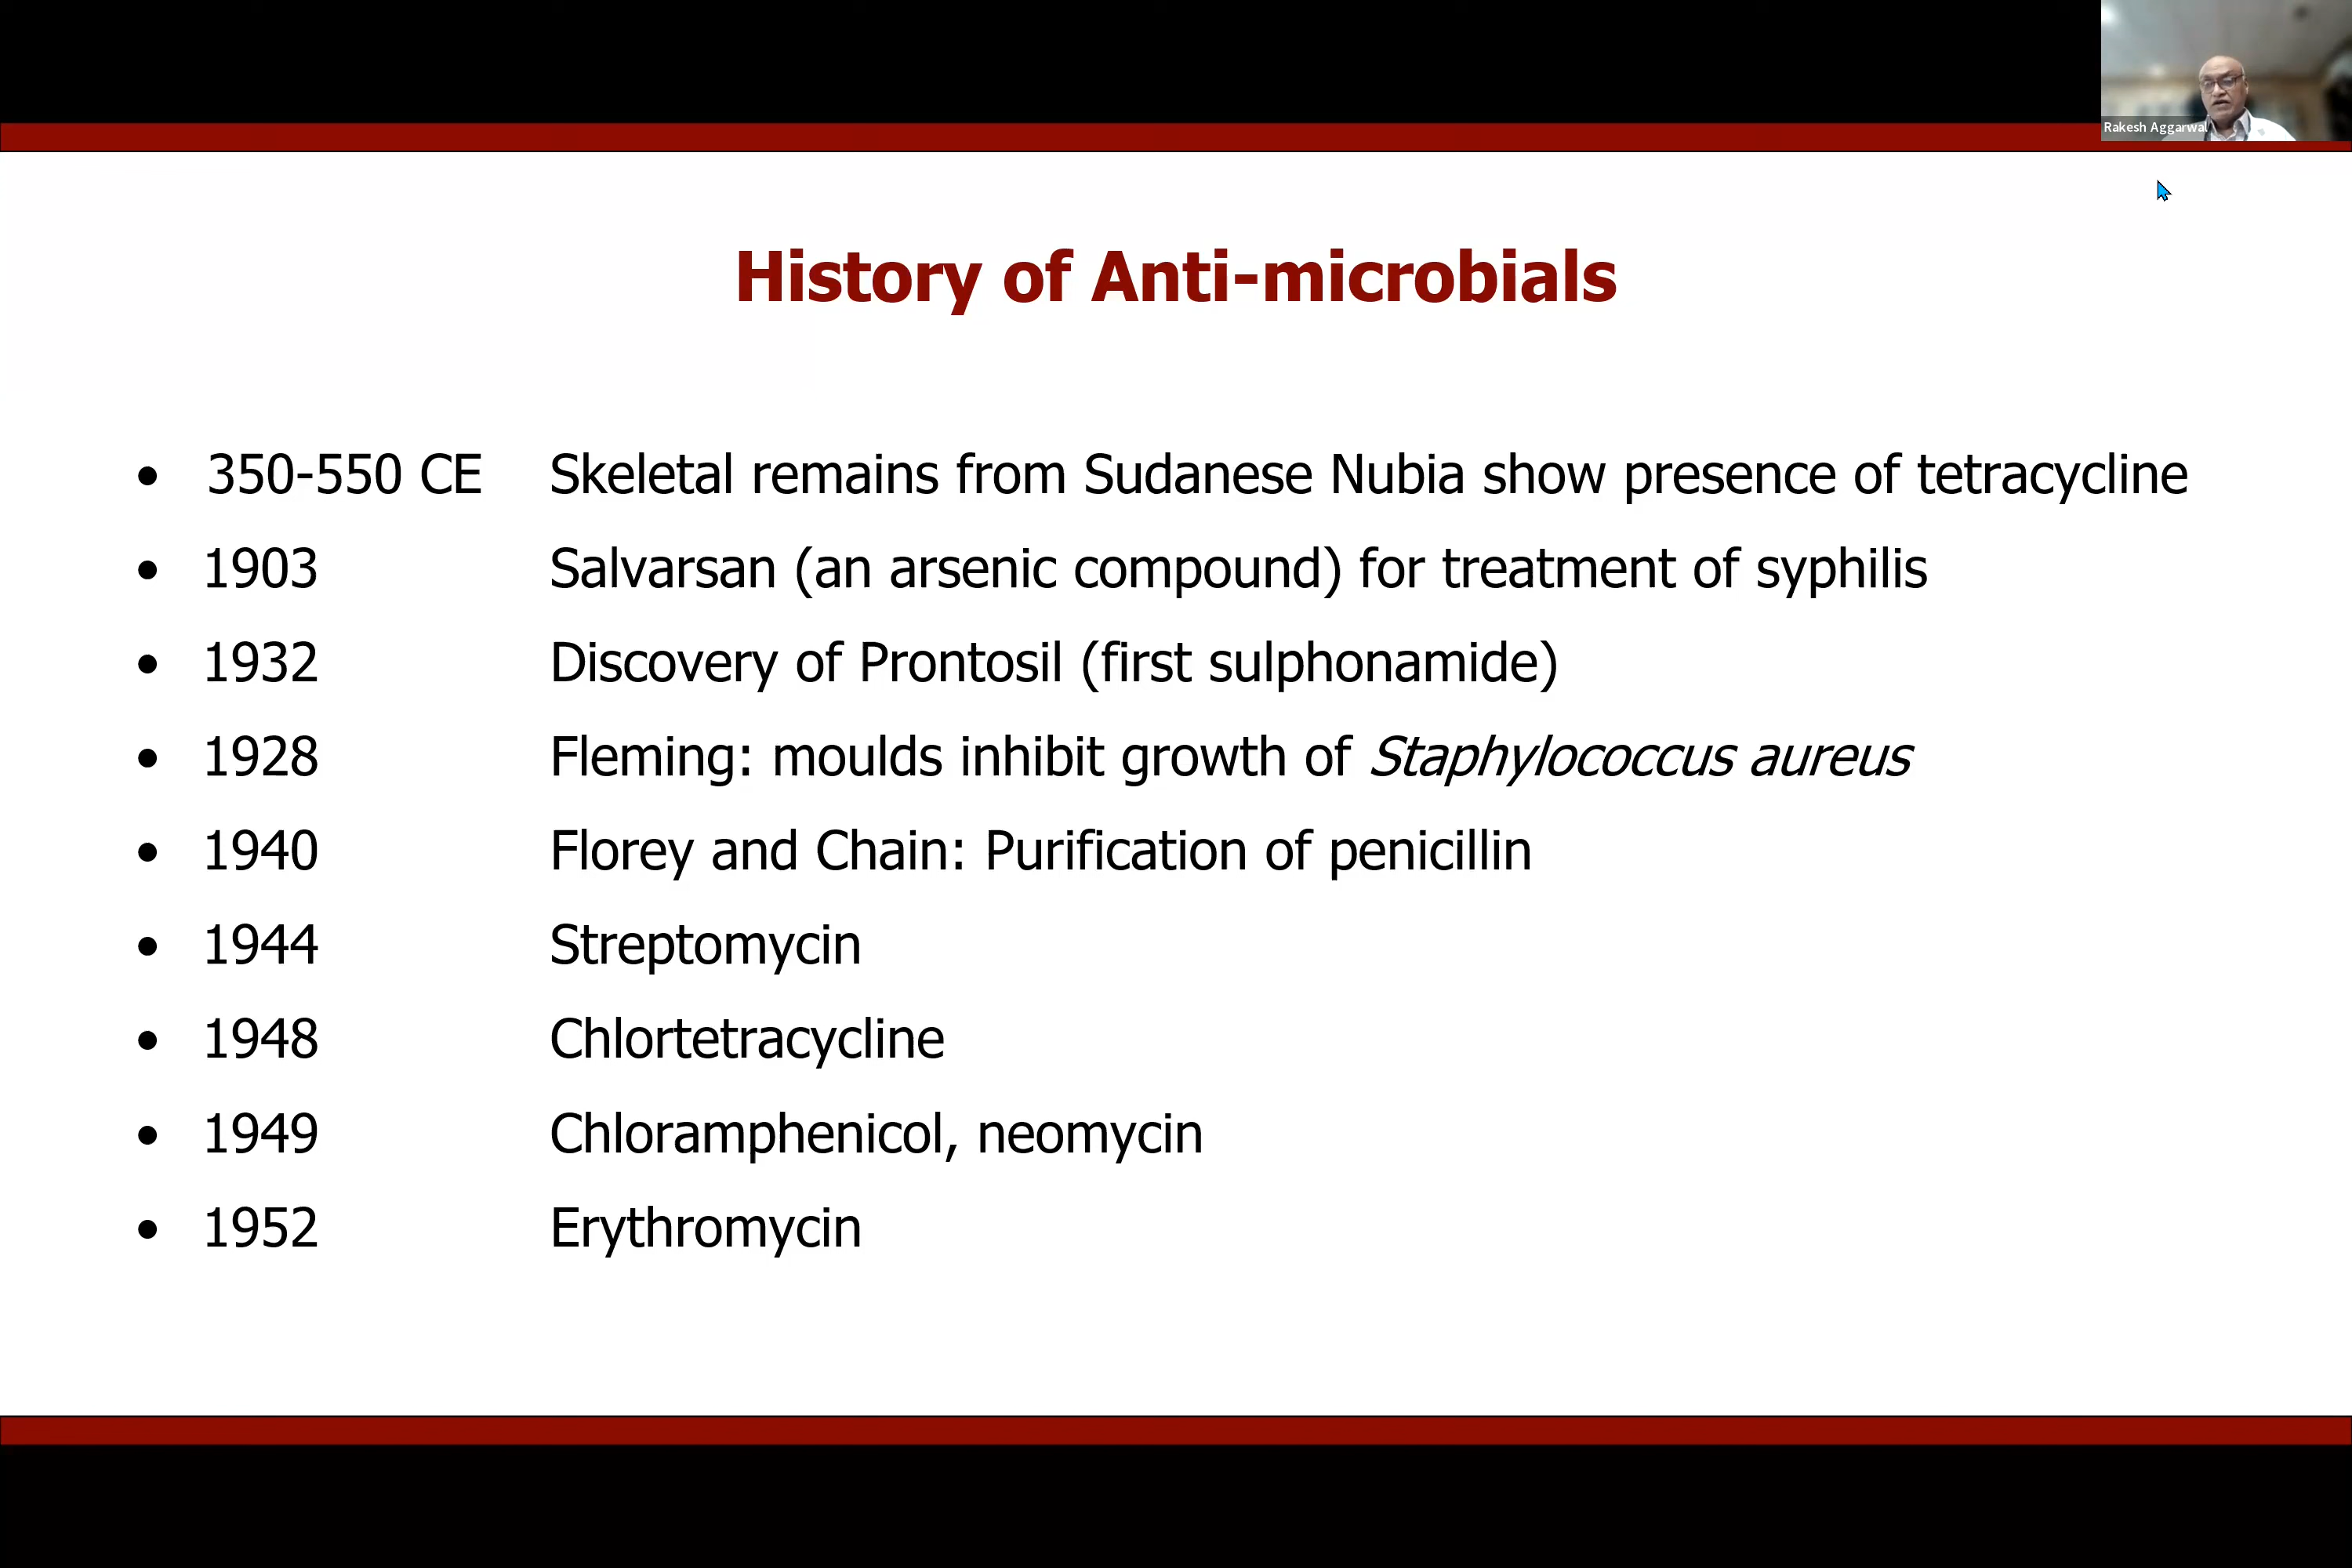 Rakesh Aggarwal
History of Anti-microbials
• 350-550 CE Skeletal remains from Sudanese Nubia show presence of tetracycline
• 1903 Salvarsan (an arsenic compound) for treatment of syphilis
• 1932 Discovery of Prontosil (first sulphonamide)
• 1928 Fleming: moulds inhibit growth of Staphylococcus aureus
• 1940 Florey and Chain: Purification of penicillin
• 1944 Streptomycin
• 1948 Chlortetracycline
• 1949 Chloramphenicol, neomycin
• 1952 Erythromycin